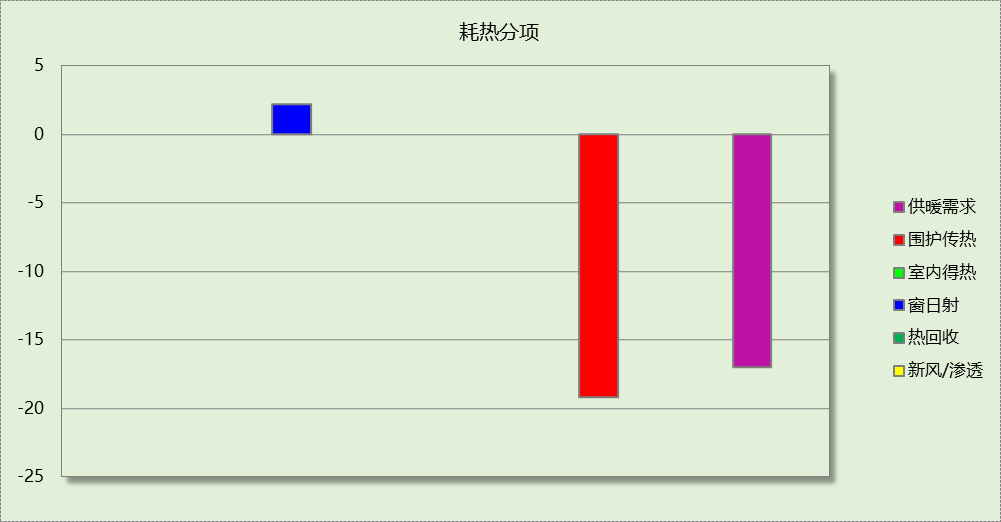 耗热分项
5
0
-5
-10
-15
-20
-25
供暖需求
围护传热
室内得热
窗日射
热回收
新风/渗透